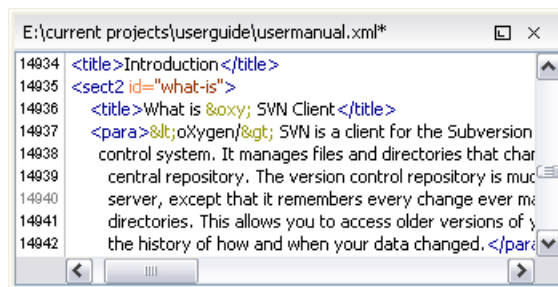 E:\current projects\userguide\usermanual.xml*
14934 <title>Introduction</title>
14935 <sect2 id="what-is">
14936 <title>What is &oxy; SVN Client</title>
14937 <para>&lt;oXygen/&gt; SVN is a client for the Subversion
14938 control system. It manages files and directories that
14939 central repository. The version control repository is
14940 server, except that it remembers every change ever
14941 directories. This allows you to access older versions of
14942 the history of how and when your data changed.</para